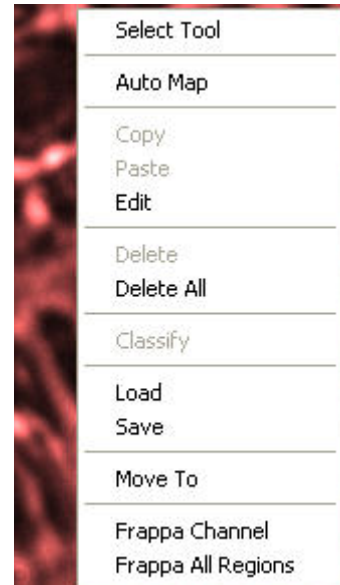 Select Tool
Auto Map
Copy
Paste
Edit
Delete
Delete All
Classify
Load
Save
Move To
Frappa Channel
Frappa All Regions